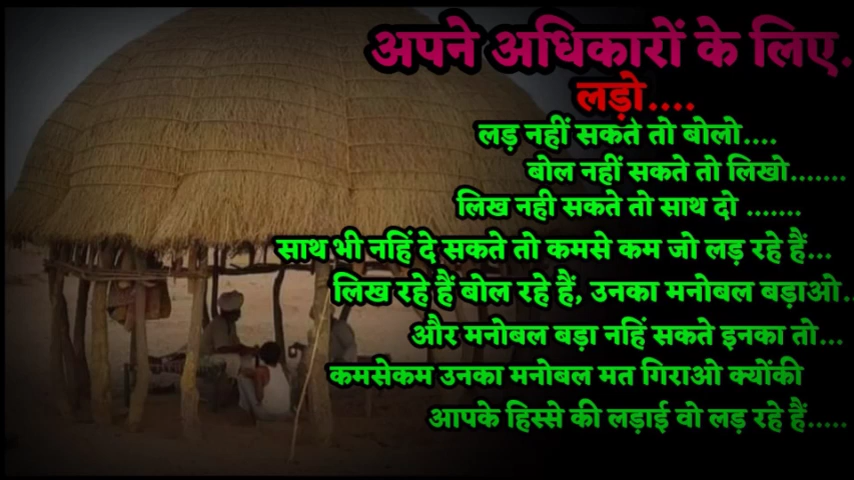 अपने अधिकारों के लिए.
लड़ो....
लड़ नहीं सकते तो बोलो....
बोल नहीं सकते तो लिखो.......
लिख नही सकते तो साथ दो .......
साथ भी नहिं दे सकते तो कमसे कम जो लड़ रहे हैं...
लिख रहे हैं बोल रहे हैं, उनका मनोबल बड़ाओ..
और मनोबल बड़ा नहिं सकते इनका तो...
कमसेकम उनका मनोबल मत गिराओ क्योंकी
आपके हिस्से की लड़ाई वो लड़ रहे हैं.....